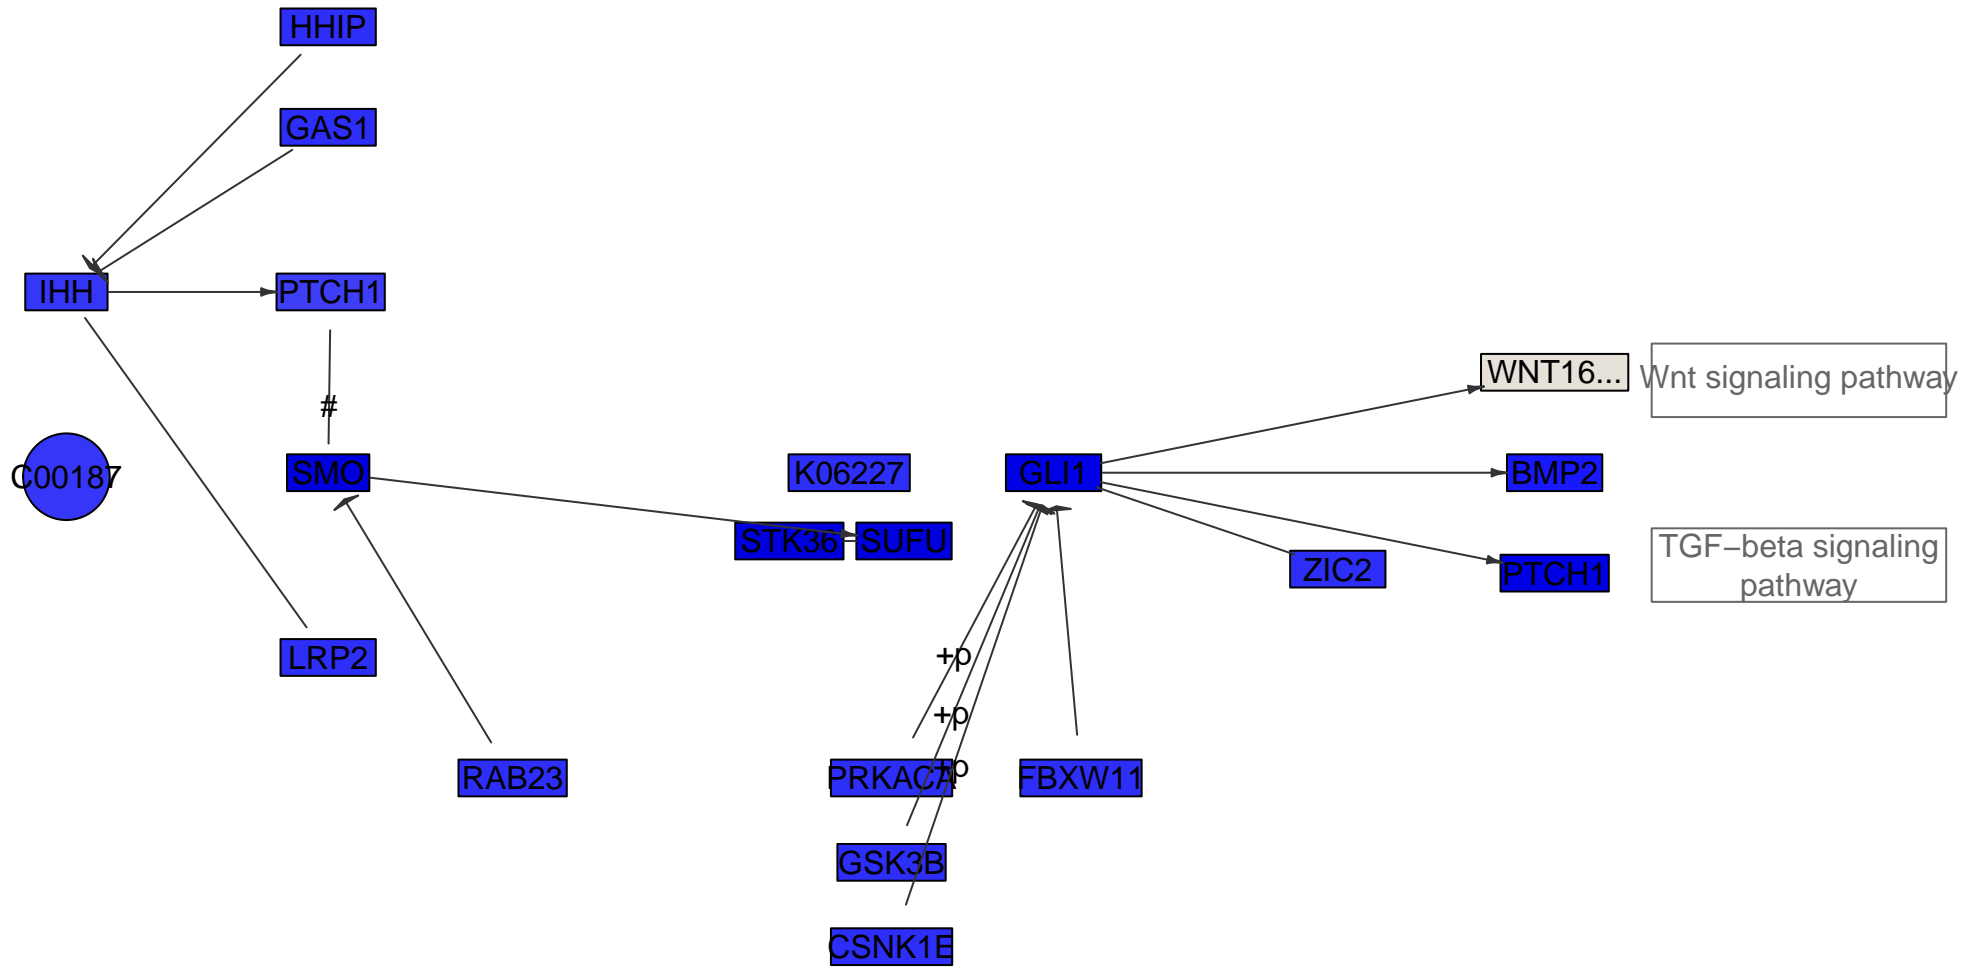 HHIP
GAS1
IHH
PTCH1
WNT16...
Wnt signaling pathway
#
C00187
SMO
K06227
GLI1
BMP2
STK36
SUFU
ZIC2
PTCH1
TGF−beta signaling
pathway
LRP2
+p
+p
+p
RAB23
PRKACA
FBXW11
GSK3B
CSNK1E